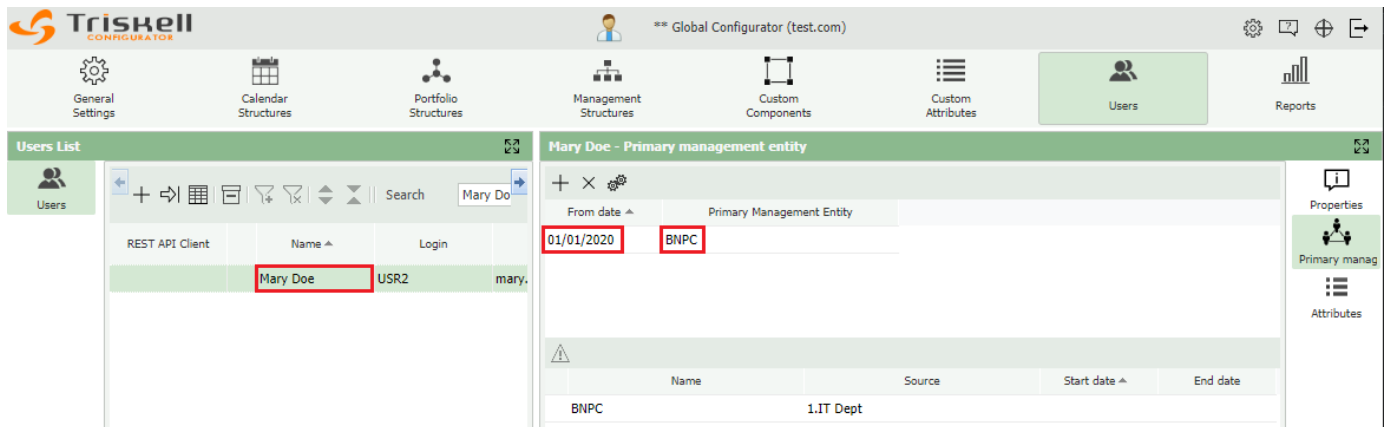 Triskell
CONFIGURATOR
** Global Configurator (test.com)
General
Settings
Calendar
Structures
Portfolio
Structures
Management
Structures
Custom
Components
Custom
Attributes
Users
Reports
Users List
Users
Search
Mary Do
REST API Client
Name
Login
Mary Doe
USR2
mary.
Mary Doe - Primary management entity
From date
Primary Management Entity
01/01/2020
BNPC
Name
Source
Start date
End date
BNPC
1.IT Dept
Properties
Primary manag
Attributes